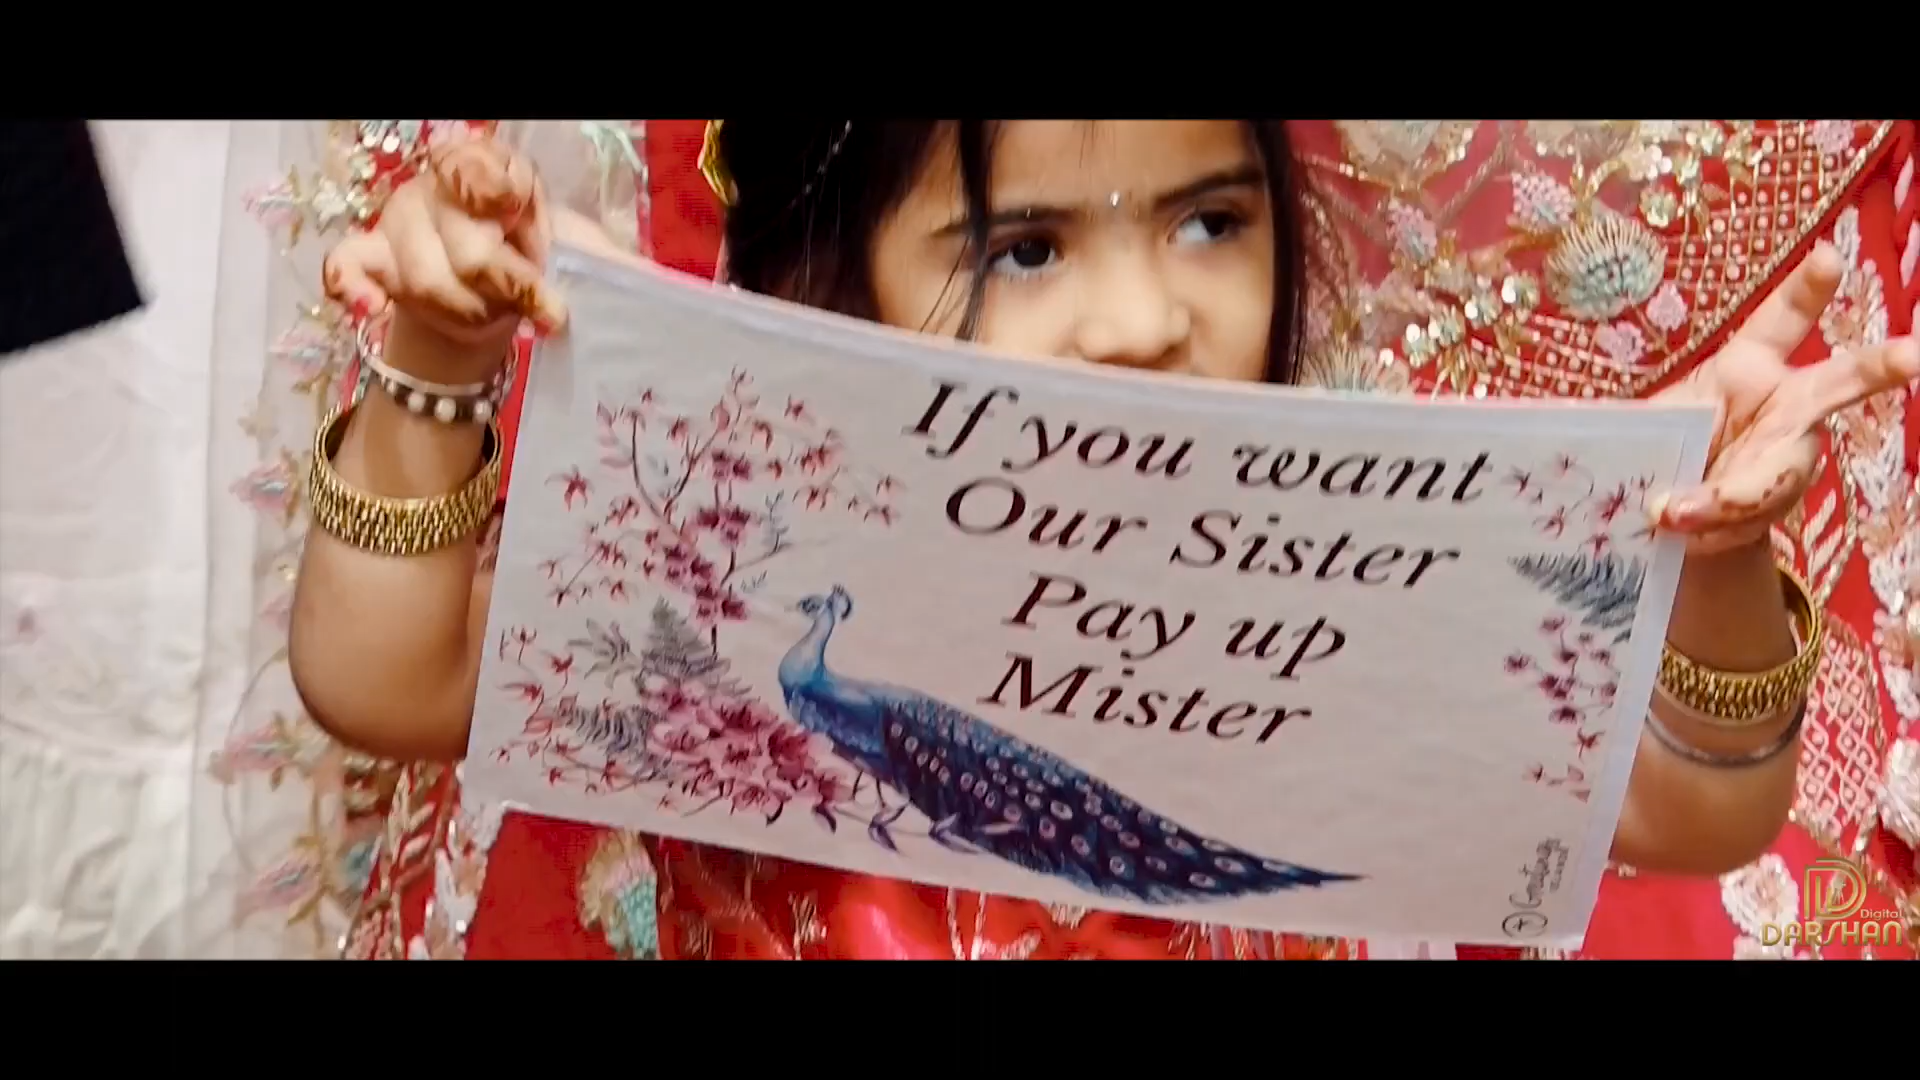 If you want
Our Sister
Pay up
Mister
Digital
DARSHAN